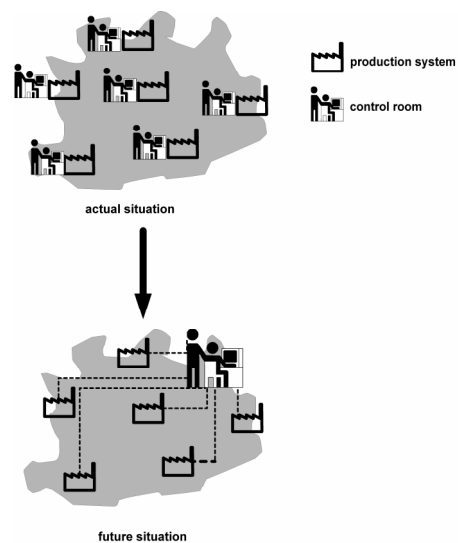 production system
control room
actual situation
future situation